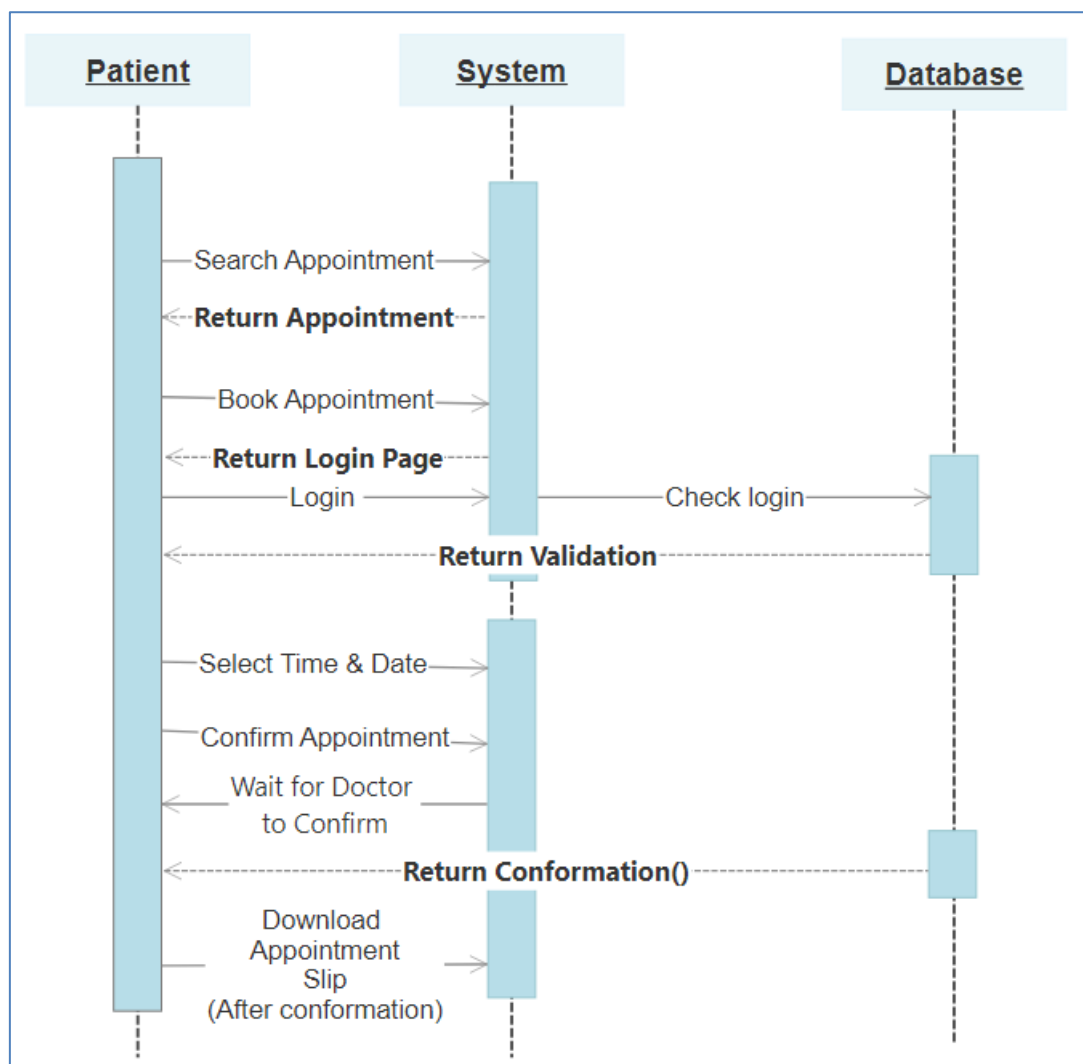 Patient
System
Database
Search Appointment
Return Appointment
Book Appointment
Return Login Page
Login
Check login
Return Validation
Select Time & Date
Confirm Appointment
Wait for Doctor
to Confirm
Return Conformation()
Download
Appointment
Slip
(After conformation)